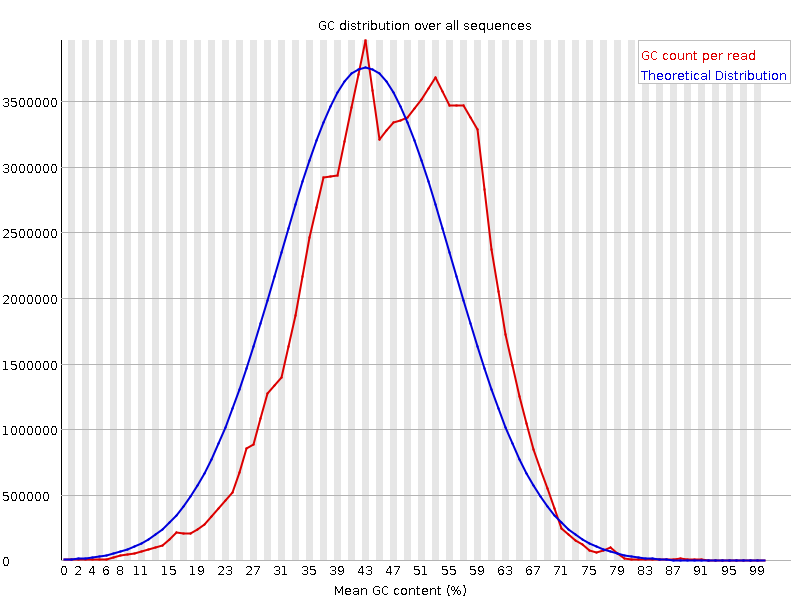 GC distribution over all sequences
GC count per read
Theoretical Distribution
3500000
3000000
2500000
2000000
1500000
1000000
500000
0
0 2 4 6 8 11 15 19 23 27 31 35 39 43 47 51 55 59 63 67 71 75 79 83 87 91 95 99
Mean GC content (%)